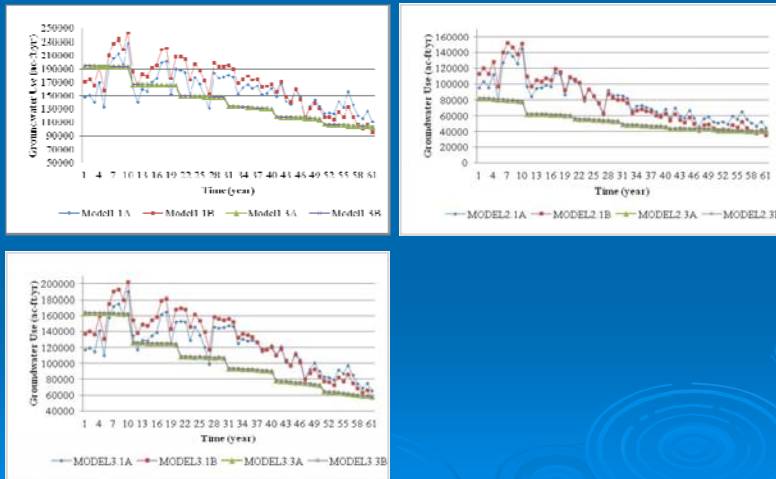 250000
230000
210000
190000
170000
150000
130000
110000
90000
70000
50000
Groundwater Use (ac-ft/yr)
1 4 7 10 13 16 19 22 25 28 31 34 37 40 43 46 49 52 55 58 61
Time (year)
Model1.1A Model1.1B Model1.3A Model1.3B
160000
140000
120000
100000
80000
60000
40000
20000
0
Groundwater Use (ac-ft/yr)
1 4 7 10 13 16 19 22 25 28 31 34 37 40 43 46 49 52 55 58 61
Time (year)
MODEL2.1A MODEL2.1B MODEL2.3A MODEL2.3B
200000
180000
160000
140000
120000
100000
80000
60000
40000
Groundwater Use (ac-ft/yr)
1 4 7 10 13 16 19 22 25 28 31 34 37 40 43 46 49 52 55 58 61
Time (year)
MODEL3.1A MODEL3.1B MODEL3.3A MODEL3.3B